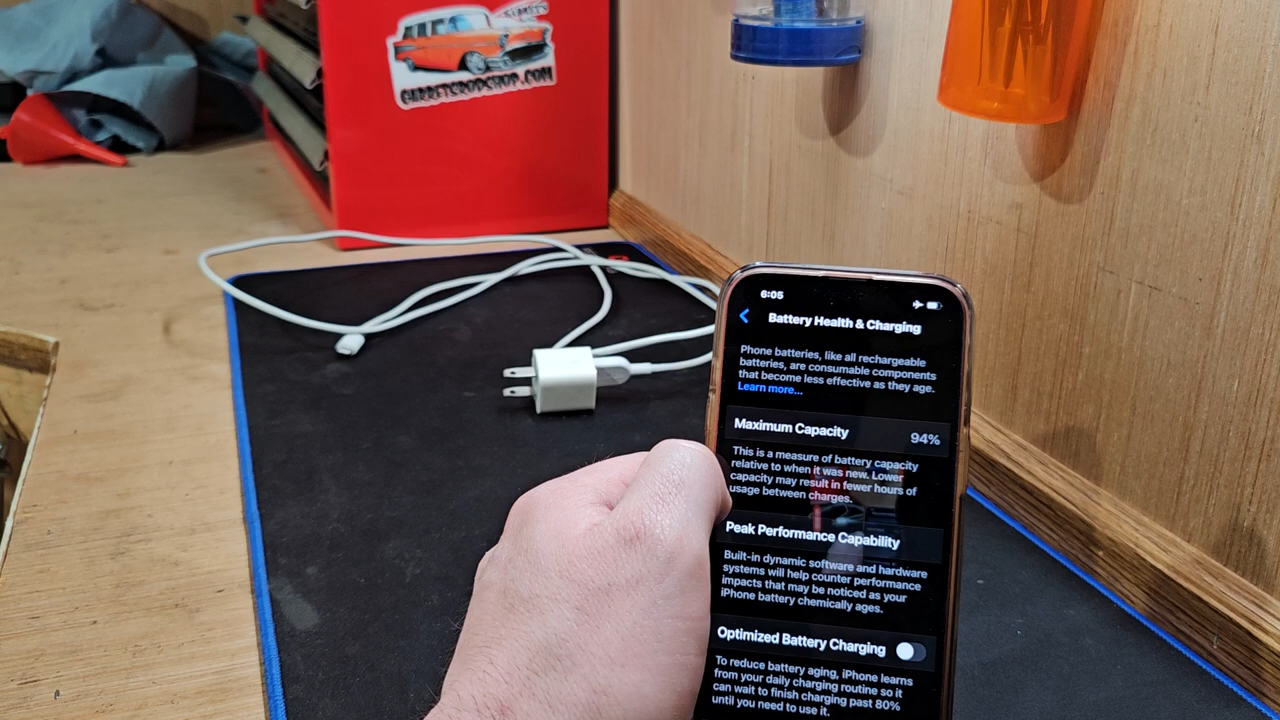 GARRETSRODSHOP.COM
6:05
Battery Health & Charging
Phone batteries, like all rechargeable
batteries, are consumable components
that become less effective as they age.
Learn more...
Maximum Capacity
94%
This is a measure of battery capacity
relative to when it was new. Lower
capacity may result in fewer hours of
usage between charges.
Peak Performance Capability
Built-in dynamic software and hardware
systems will help counter performance
impacts that may be noticed as your
iPhone battery chemically ages.
Optimized Battery Charging
To reduce battery aging, iPhone learns
from your daily charging routine so it
can wait to finish charging past 80%
until you need to use it.